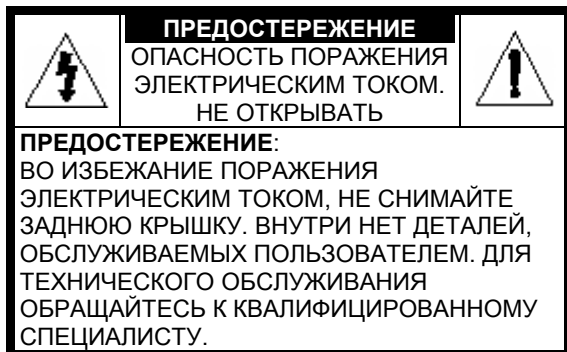 ПРЕДОСТЕРЕЖЕНИЕ
ОПАСНОСТЬ ПОРАЖЕНИЯ
ЭЛЕКТРИЧЕСКИМ ТОКОМ.
НЕ ОТКРЫВАТЬ
ПРЕДОСТЕРЕЖЕНИЕ:
ВО ИЗБЕЖАНИЕ ПОРАЖЕНИЯ
ЭЛЕКТРИЧЕСКИМ ТОКОМ, НЕ СНИМАЙТЕ
ЗАДНЮЮ КРЫШКУ. ВНУТРИ НЕТ ДЕТАЛЕЙ,
ОБСЛУЖИВАЕМЫХ ПОЛЬЗОВАТЕЛЕМ. ДЛЯ
ТЕХНИЧЕСКОГО ОБСЛУЖИВАНИЯ
ОБРАЩАЙТЕСЬ К КВАЛИФИЦИРОВАННОМУ
СПЕЦИАЛИСТУ.